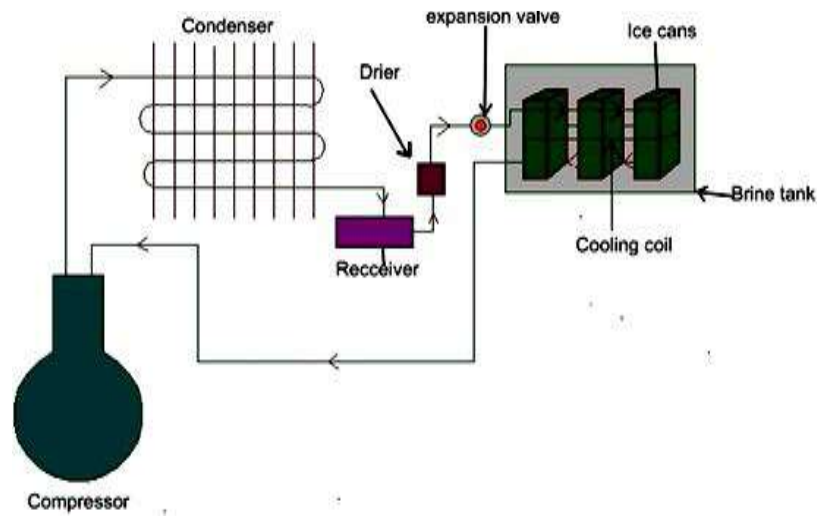 Condenser
expansion valve
Ice cans
Drier
Brine tank
Cooling coil
Recceiver
Compressor